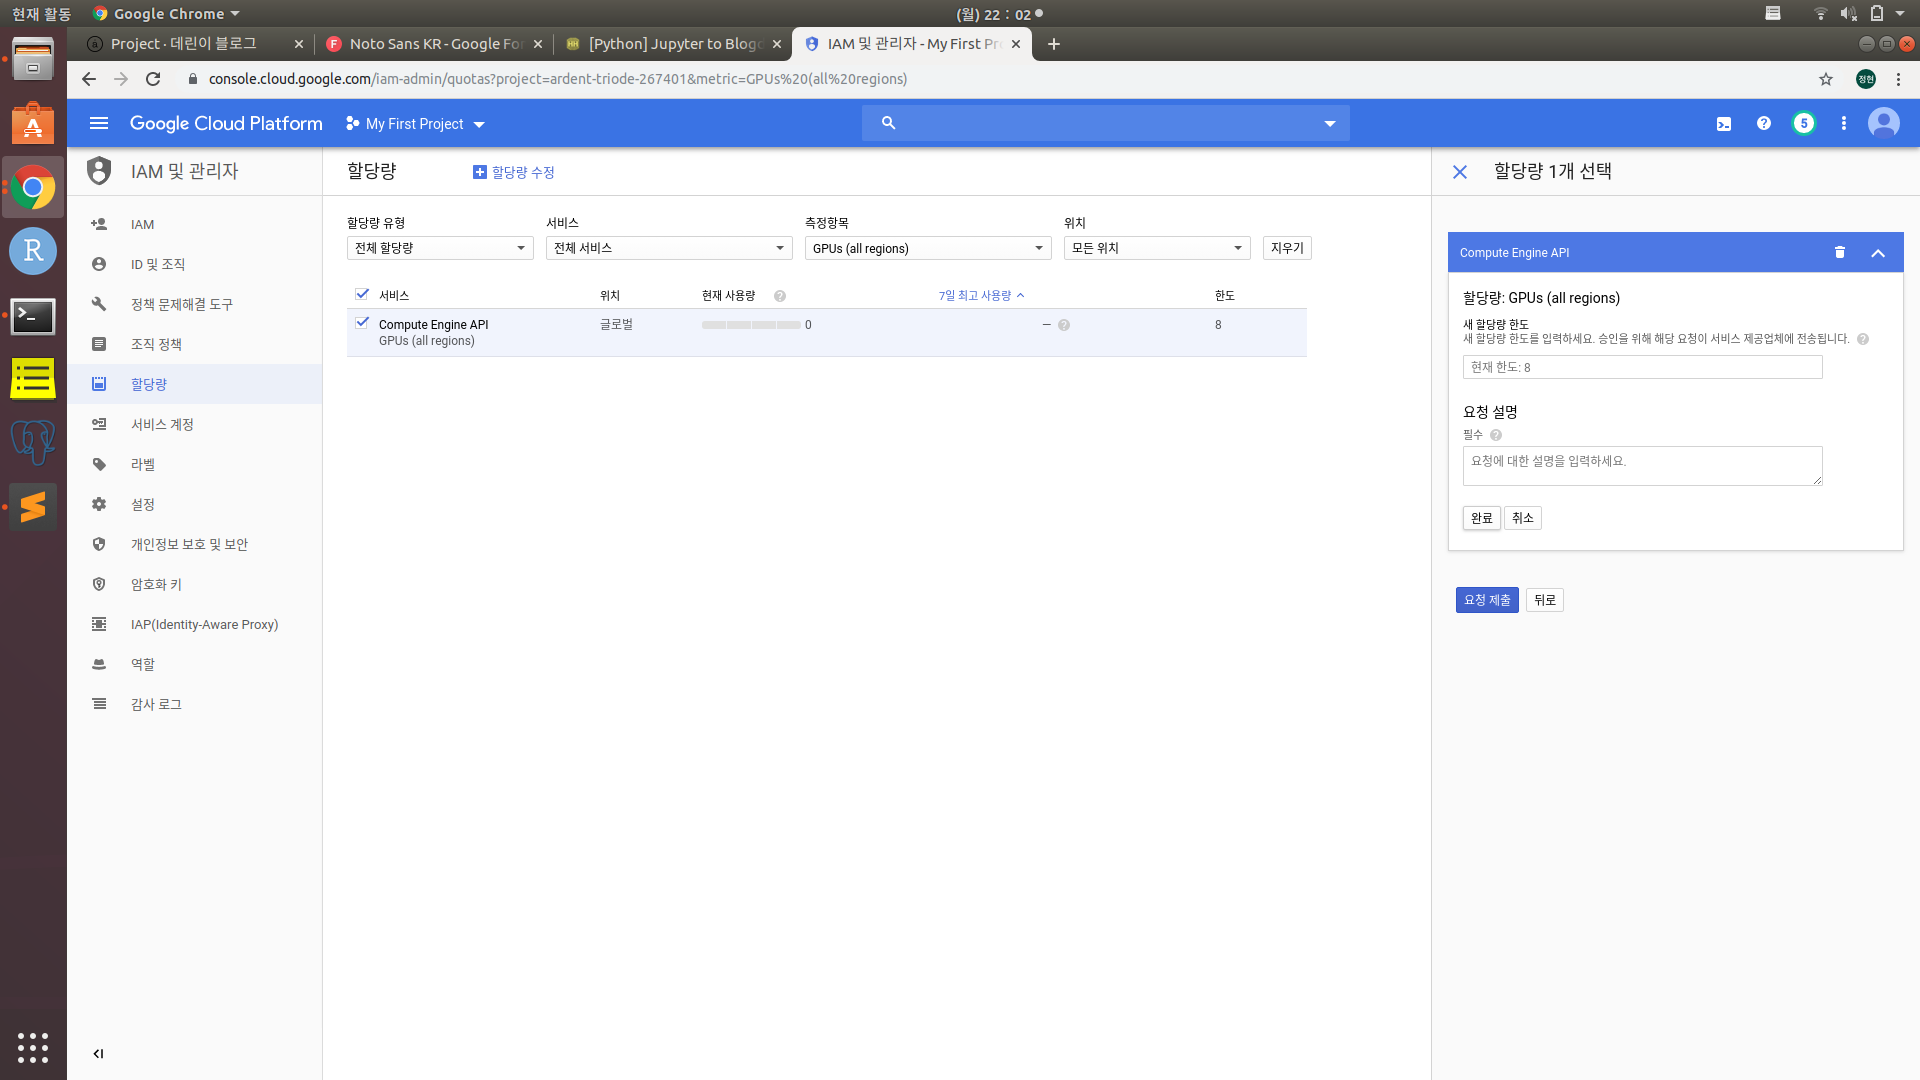 현재 활동
Google Chrome
(월) 22 : 02
Project · 데린이 블로그
Noto Sans KR - Google Fo
[Python] Jupyter to Blog
IAM 및 관리자 - My First Pr
console.cloud.google.com/iam-admin/quotas?project=ardent-triode-267401&metric=GPUs%20(all%20regions)
정현
Google Cloud Platform
My First Project
5
IAM 및 관리자
할당량
할당량 수정
할당량 1개 선택
IAM
ID 및 조직
정책 문제해결 도구
조직 정책
할당량
서비스 계정
라벨
설정
개인정보 보호 및 보안
암호화 키
IAP(Identity-Aware Proxy)
역할
감사 로그
할당량 유형
서비스
측정항목
위치
전체 할당량
전체 서비스
GPUs (all regions)
모든 위치
지우기
서비스
위치
현재 사용량
7일 최고 사용량
한도
Compute Engine API
GPUs (all regions)
글로벌
0
—
8
Compute Engine API
할당량: GPUs (all regions)
새 할당량 한도
새 할당량 한도를 입력하세요. 승인을 위해 해당 요청이 서비스 제공업체에 전송됩니다.
현재 한도: 8
요청 설명
필수
요청에 대한 설명을 입력하세요.
완료
취소
요청 제출
뒤로